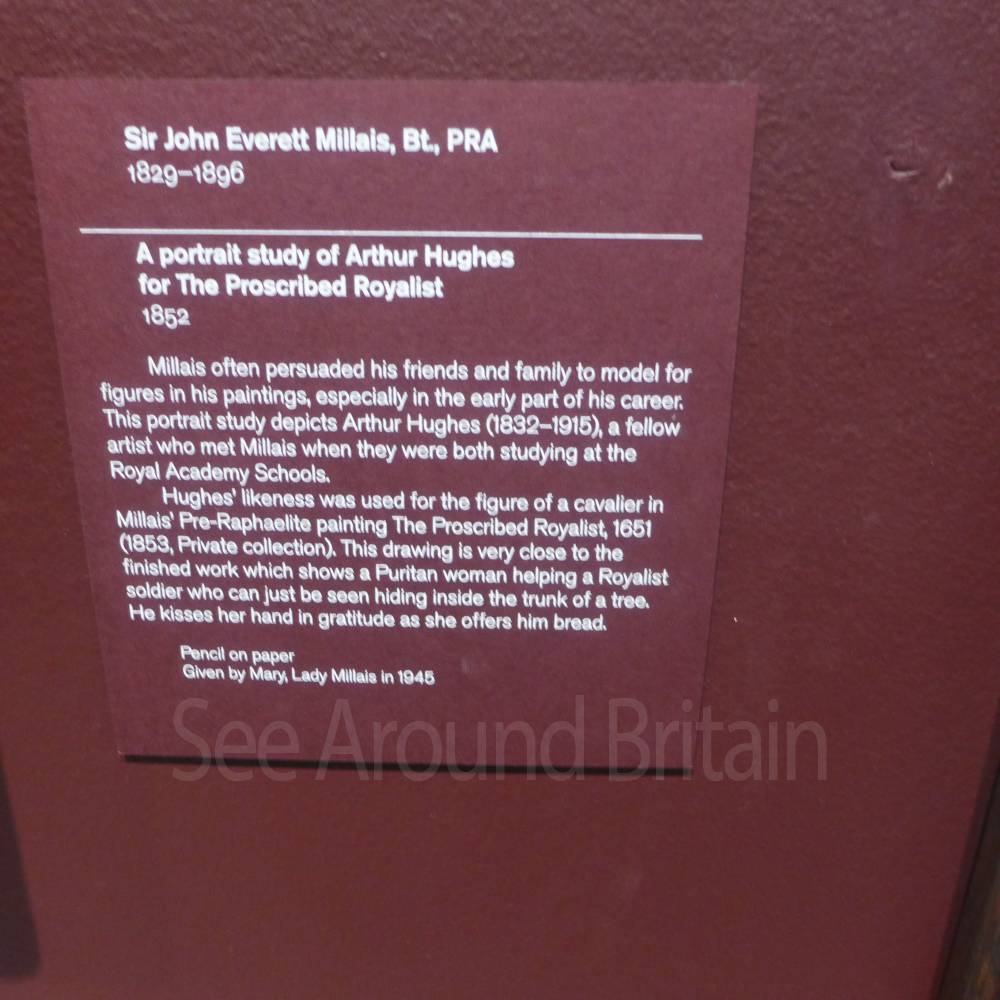 Sir John Everett Millais, Bt., PRA
1829–1896
A portrait study of Arthur Hughes
for The Proscribed Royalist
1852
Millais often persuaded his friends and family to model for
figures in his paintings, especially in the early part of his career.
This portrait study depicts Arthur Hughes (1832–1915), a fellow
artist who met Millais when they were both studying at the
Royal Academy Schools.
Hughes' likeness was used for the figure of a cavalier in
Millais' Pre-Raphaelite painting The Proscribed Royalist, 1651
(1853, Private collection). This drawing is very close to the
finished work which shows a Puritan woman helping a Royalist
soldier who can just be seen hiding inside the trunk of a tree.
He kisses her hand in gratitude as she offers him bread.
Pencil on paper
Given by Mary, Lady Millais in 1945
See Around Britain